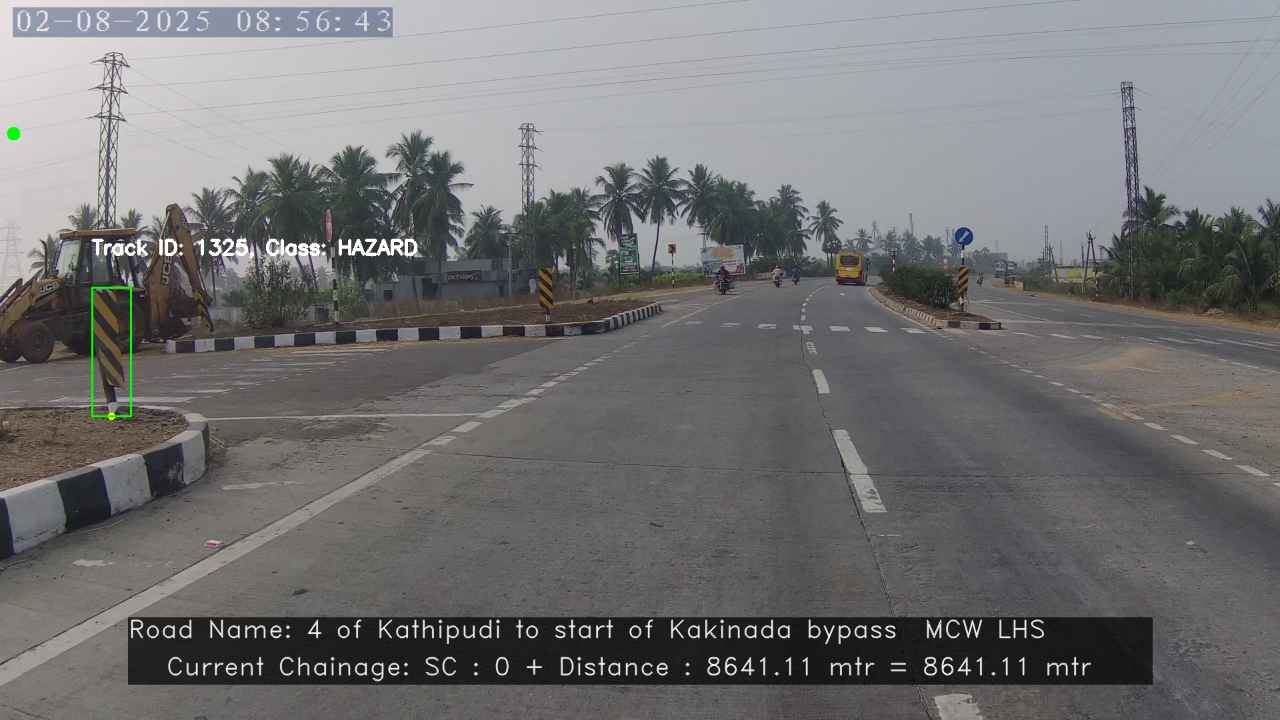 02-08-2025 08:56:43
Track ID: 1325, Class: HAZARD
JCB
Road Name: 4 of Kathipudi to start of Kakinada bypass MCW LHS
Current Chainage: SC : 0 + Distance : 8641.11 mtr = 8641.11 mtr